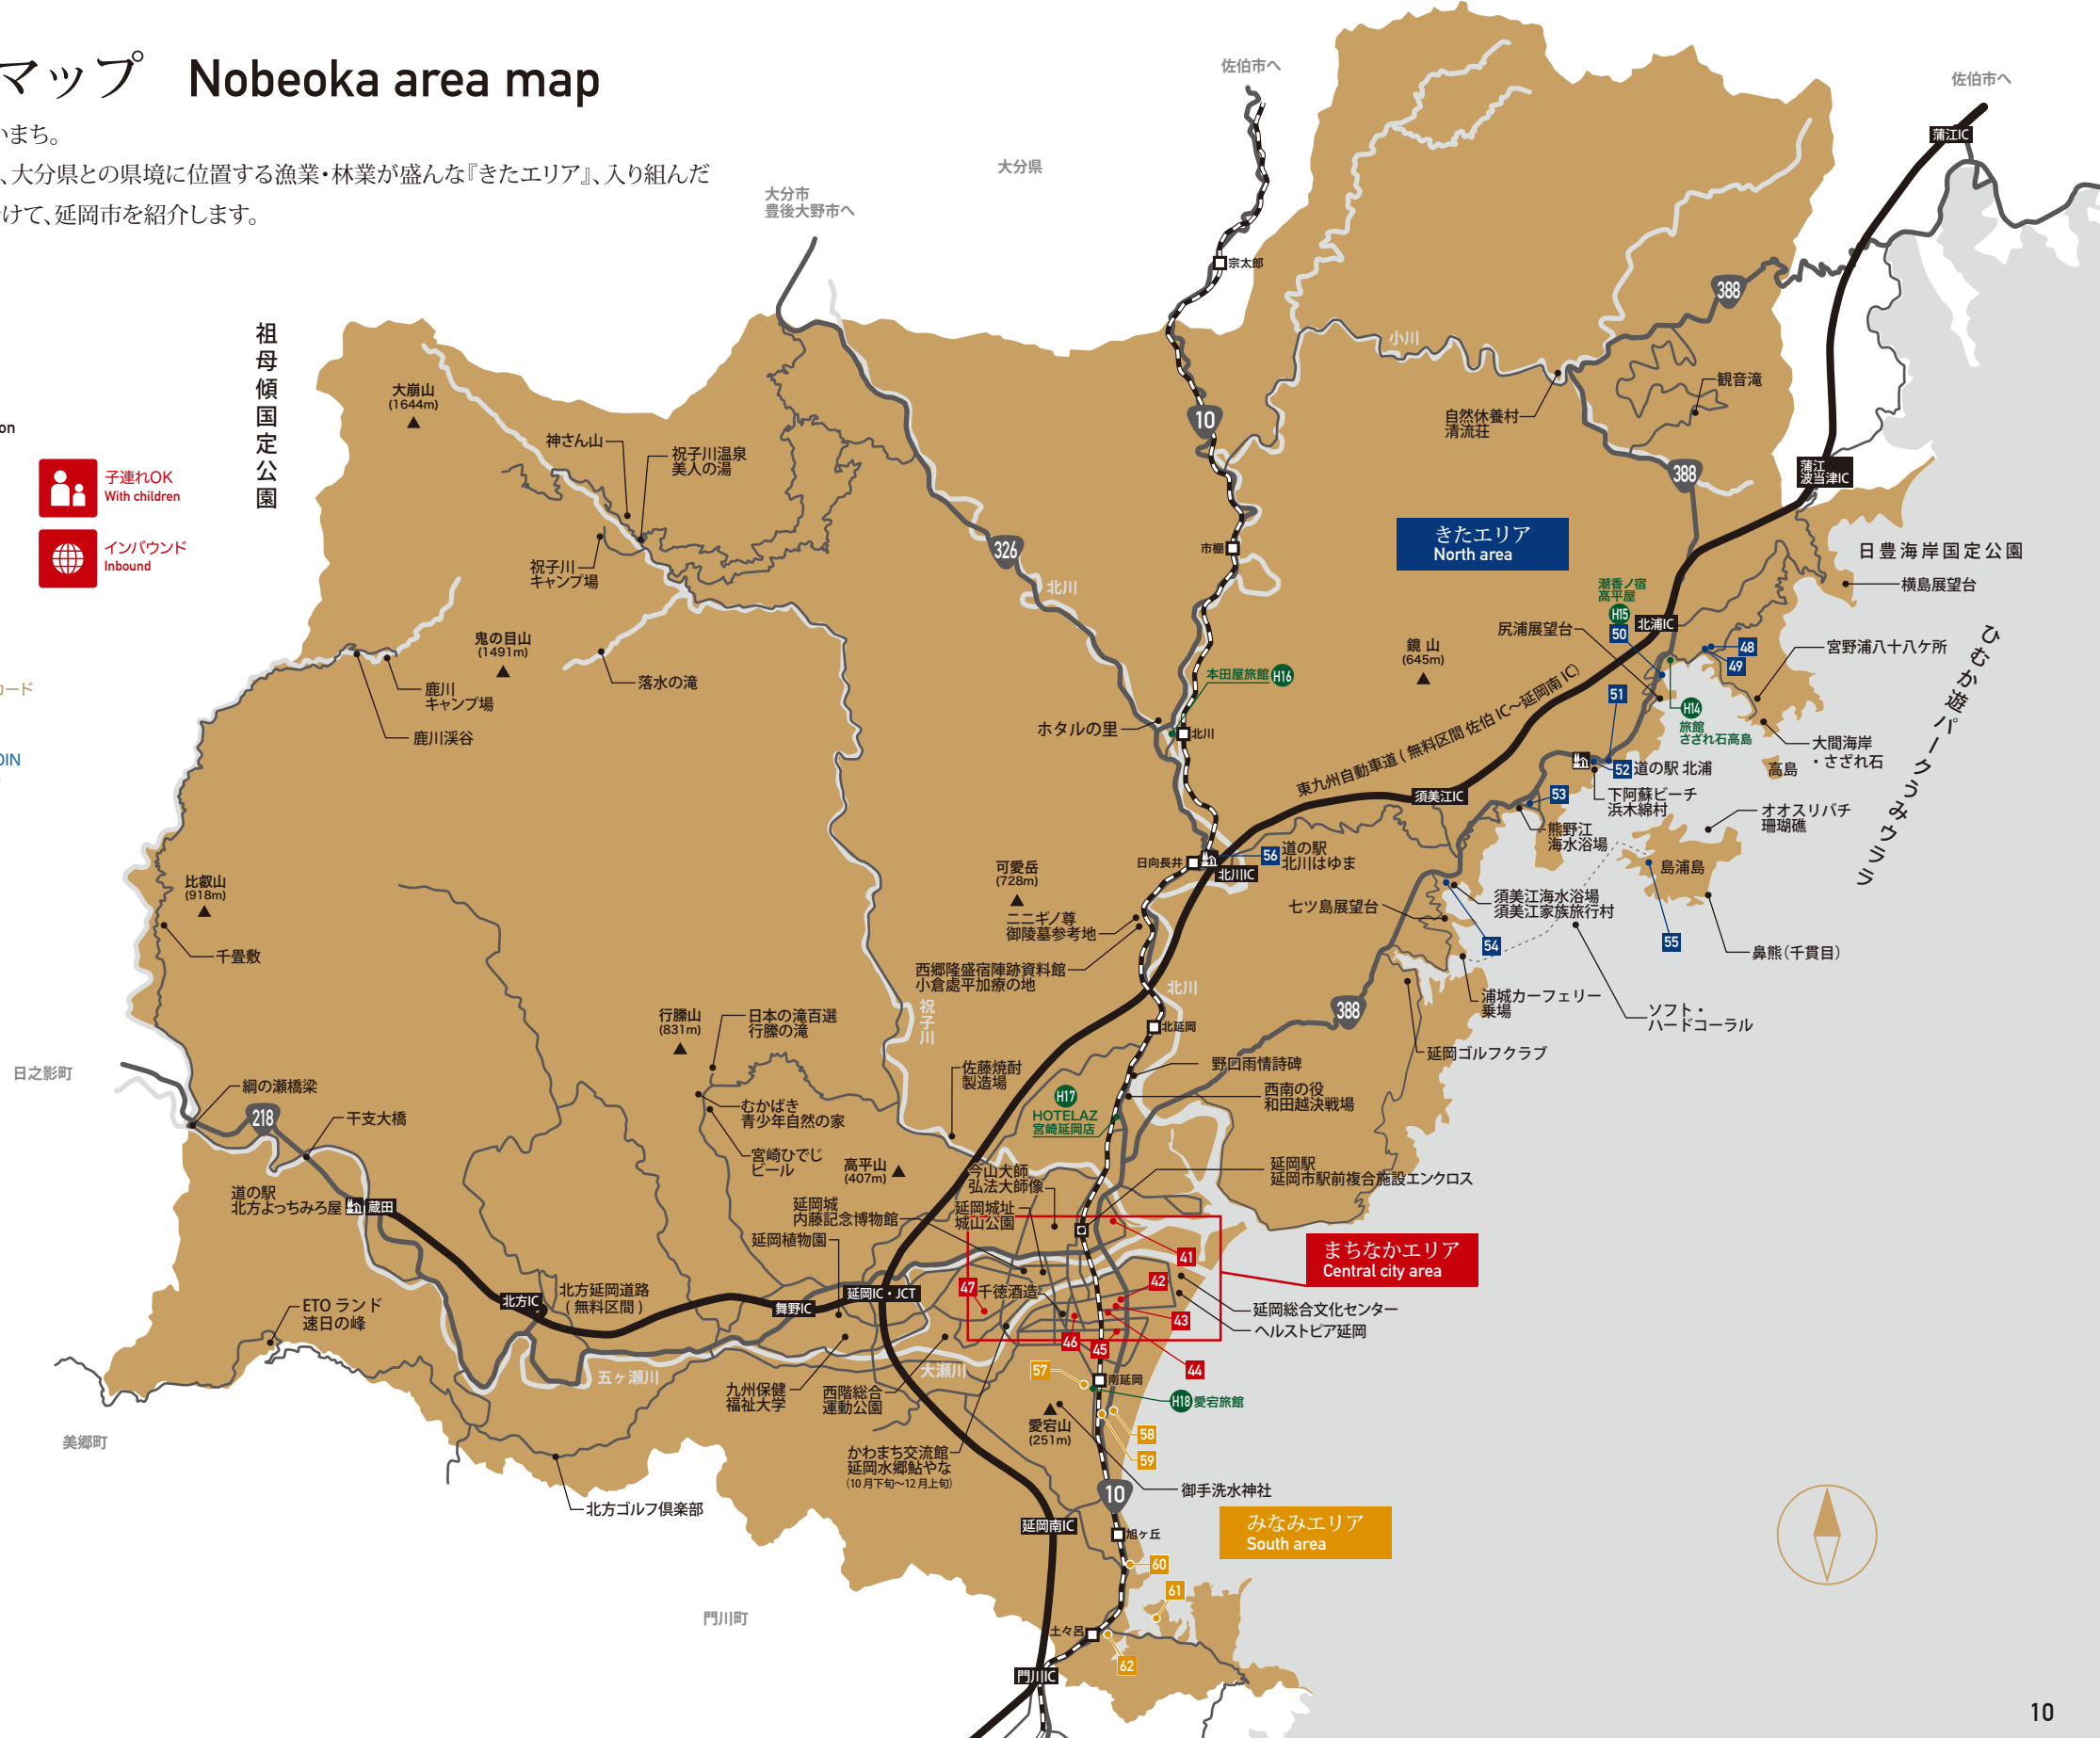 マップ Nobeoka area map
いまち。
、大分県との県境に位置する漁業・林業が盛んな『きたエリア』、入り組んだ
けて、延岡市を紹介します。
on
子連れOK
With children
インバウンド
Inbound
カード
OIN
祖母傾国定公園
大分市
豊後大野市へ
大分県
佐伯市へ
佐伯市へ
蒲江IC
宗太郎
388
小川
観音滝
自然休養村
清流荘
388
蒲江
波当津IC
10
大崩山
(1644m)
神さん山
祝子川温泉
美人の湯
祝子川
キャンプ場
326
北川
市棚
きたエリア
North area
日豊海岸国定公園
横島展望台
潮香ノ宿
高平屋
H15
50
北浦IC
尻浦展望台
48
49
宮野浦八十八ケ所
ひむか遊パークうみウララ
鬼の目山
(1491m)
落水の滝
鹿川
キャンプ場
鹿川渓谷
鏡山
(645m)
本田屋旅館
H16
ホタルの里
北川
51
H14
旅館
さざれ石高島
大間海岸
・さざれ石
高島
東九州自動車道 ( 無料区間 佐伯 IC～延岡南 IC)
52
道の駅 北浦
須美江IC
53
下阿蘇ビーチ
浜木綿村
オオスリバチ
珊瑚礁
熊野江
海水浴場
島浦島
日向長井
56
道の駅
北川はゆま
北川IC
可愛岳
(728m)
ニニギノ尊
御陵墓参考地
七ツ島展望台
須美江海水浴場
須美江家族旅行村
54
55
鼻熊(千貫目)
比叡山
(918m)
千畳敷
西郷隆盛宿陣跡資料館
小倉處平加療の地
北川
浦城カーフェリー
乗場
ソフト・
ハードコーラル
行縢山
(831m)
日本の滝百選
行縢の滝
祝子川
北延岡
388
延岡ゴルフクラブ
日之影町
綱の瀬橋梁
218
干支大橋
佐藤焼酎
製造場
野口雨情詩碑
西南の役
和田越決戦場
H17
HOTELAZ
宮崎延岡店
むかばき
青少年自然の家
宮崎ひでじ
ビール
高平山
(407m)
今山大師
弘法大師像
延岡駅
延岡市駅前複合施設エンクロス
道の駅
北方よっちみろ屋
蔵田
延岡城
内藤記念博物館
延岡城址
城山公園
延岡植物園
まちなかエリア
Central city area
41
42
43
44
45
46
47
千徳酒造
延岡総合文化センター
ヘルストピア延岡
北方延岡道路
( 無料区間 )
北方IC
舞野IC
延岡IC・JCT
ETO ランド
速日の峰
五ヶ瀬川
大瀬川
九州保健
福祉大学
西階総合
運動公園
57
南延岡
H18
愛宕旅館
愛宕山
(251m)
58
59
美郷町
かわまち交流館
延岡水郷鮎やな
(10月下旬～12月上旬)
御手洗水神社
北方ゴルフ倶楽部
10
延岡南IC
旭ヶ丘
みなみエリア
South area
60
61
門川町
土々呂
62
門川IC
10